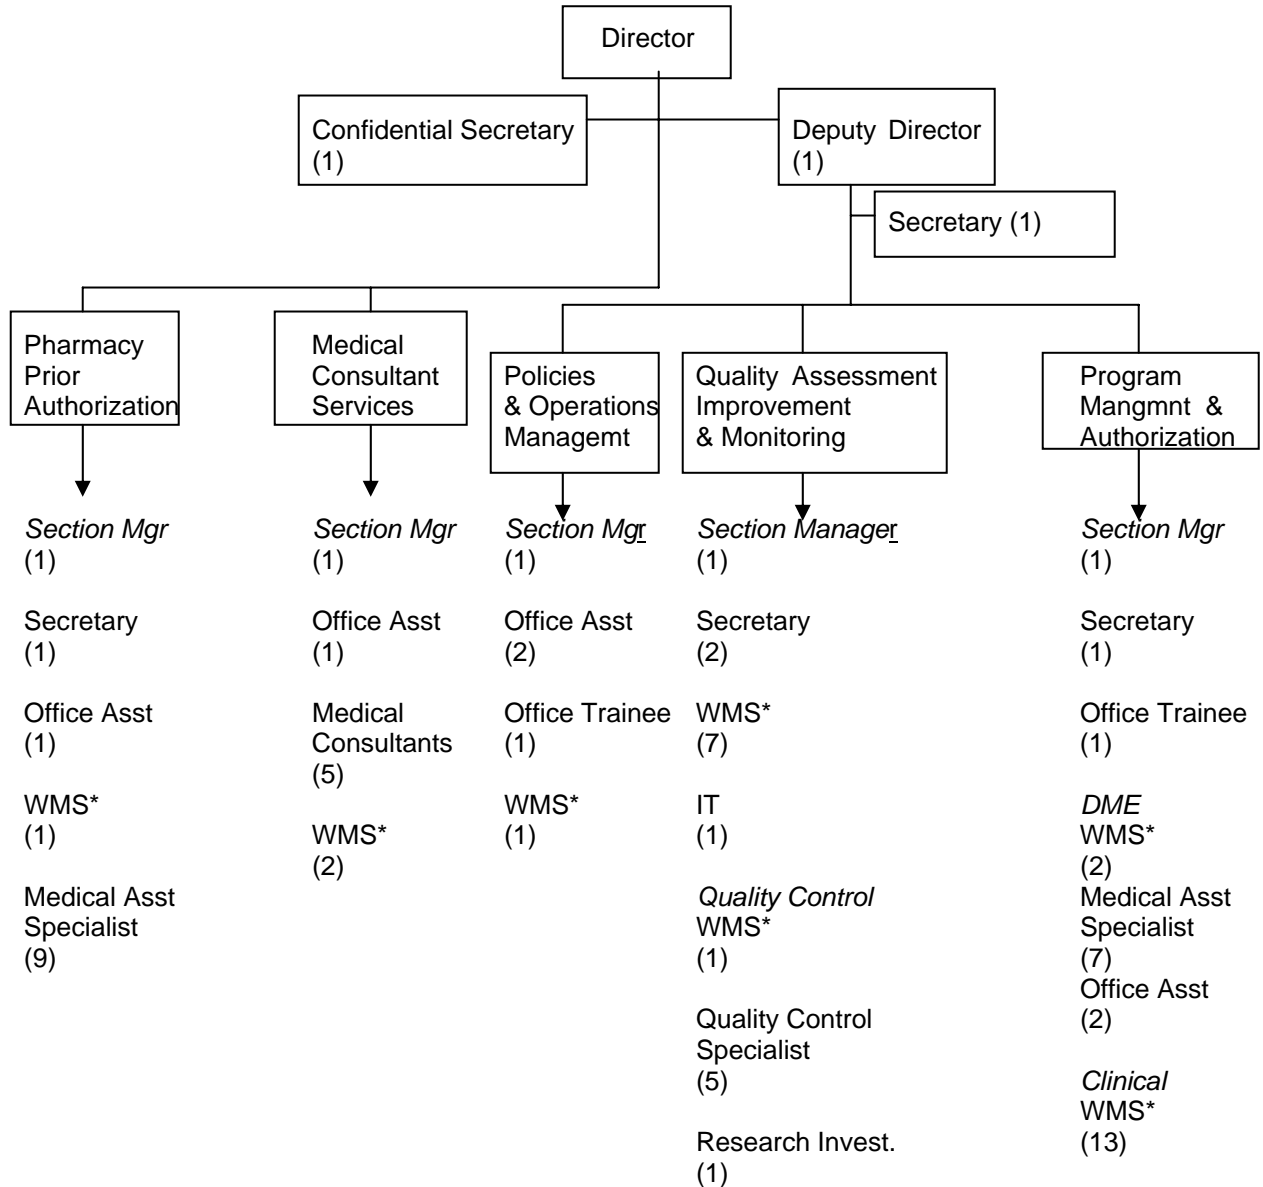 Director
Confidential Secretary
(1)
Deputy Director
(1)
Secretary (1)
Pharmacy
Prior
Authorization
Section Mgr
(1)
Secretary
(1)
Office Asst
(1)
WMS*
(1)
Medical Asst
Specialist
(9)
Medical
Consultant
Services
Section Mgr
(1)
Office Asst
(1)
Medical
Consultants
(5)
WMS*
(2)
Policies
& Operations
Managemt
Section Mgr
(1)
Office Asst
(2)
Office Trainee
(1)
WMS*
(1)
Quality Assessment
Improvement
& Monitoring
Section Manager
(1)
Secretary
(2)
WMS*
(7)
IT
(1)
Quality Control
WMS*
(1)
Quality Control
Specialist
(5)
Research Invest.
(1)
Program
Mangmnt &
Authorization
Section Mgr
(1)
Secretary
(1)
Office Trainee
(1)
DME
WMS*
(2)
Medical Asst
Specialist
(7)
Office Asst
(2)
Clinical
WMS*
(13)